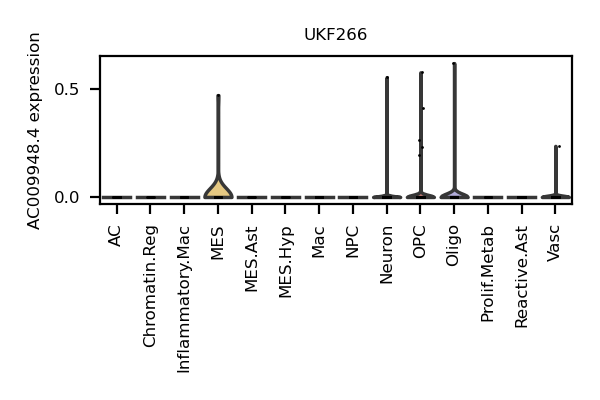 UKF266
AC009948.4 expression
0.5
0.0
AC
Chromatin.Reg
Inflammatory.Mac
MES
MES.Ast
MES.Hyp
Mac
NPC
Neuron
OPC
Oligo
Prolif.Metab
Reactive.Ast
Vasc